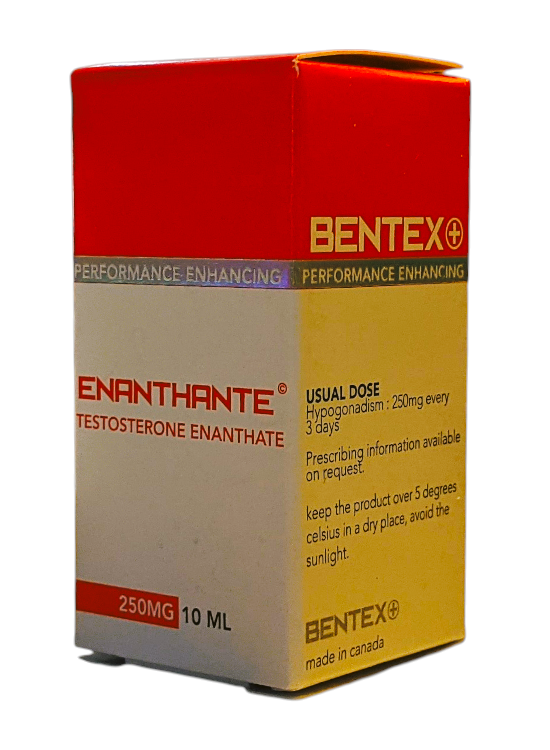 PERFORMANCE ENHANCING
ENANTHANTE©
TESTOSTERONE ENANTHATE
250MG 10 ML
BENTEX
PERFORMANCE ENHANCING
USUAL DOSE
Hypogonadism : 250mg every
3 days
Prescribing information available
on request.
keep the product over 5 degrees
celsius in a dry place, avoid the
sunlight.
BENTEX
made in canada